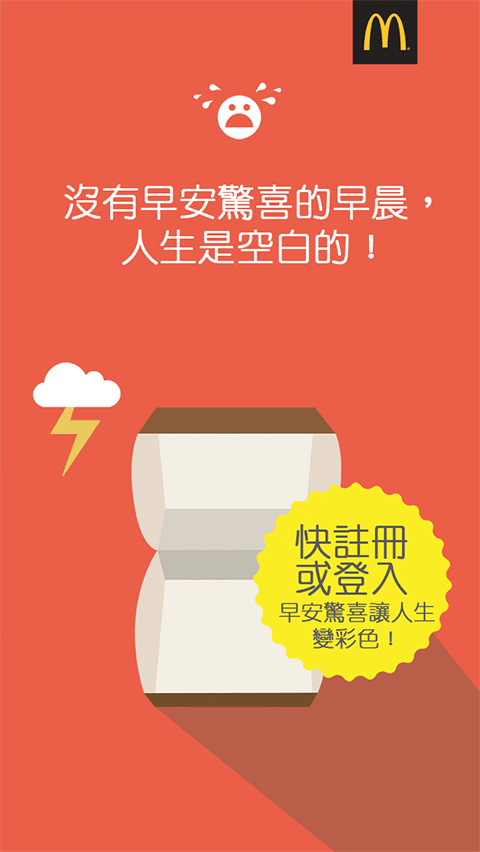 沒有早安驚喜的早晨，
人生是空白的！
快註冊
或登入
早安驚喜讓人生
變彩色！